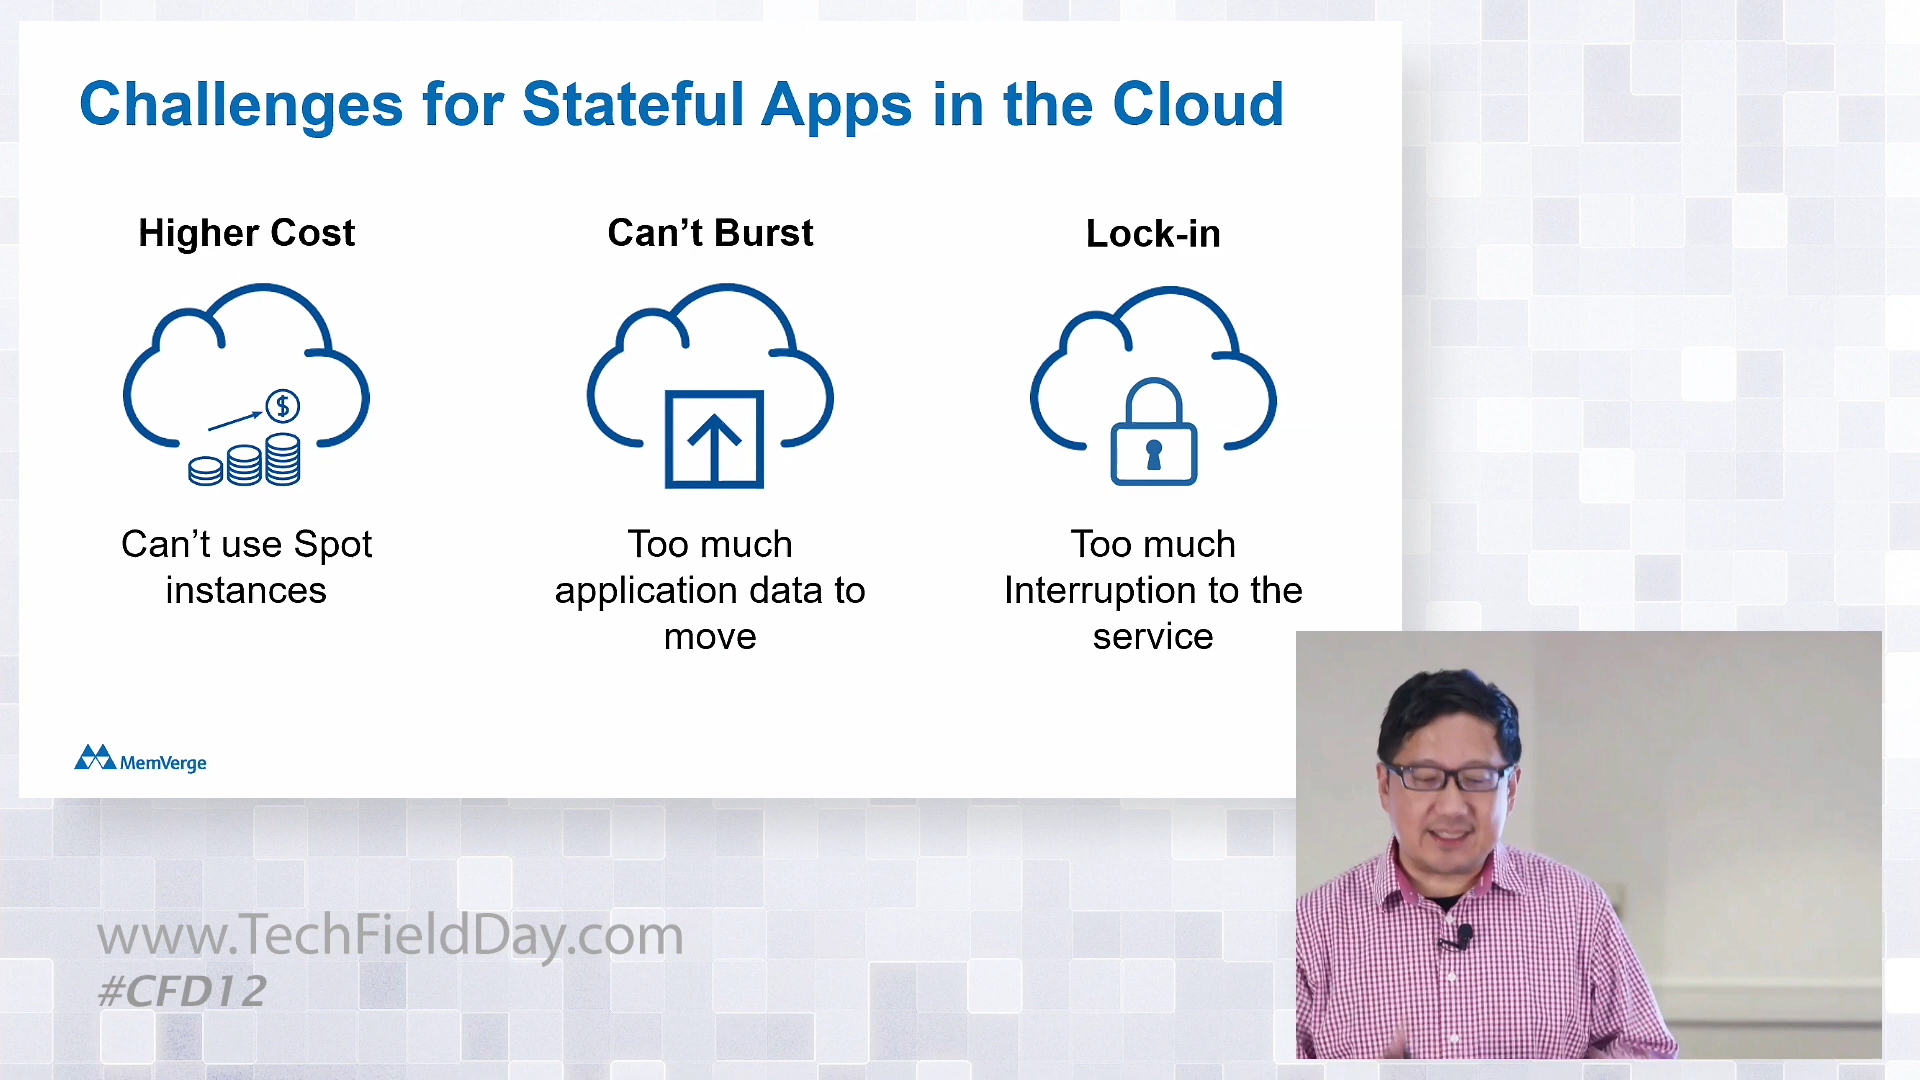 Challenges for Stateful Apps in the Cloud
Higher Cost
Can’t use Spot
instances
Can’t Burst
Too much
application data to
move
Lock-in
$
Too much
Interruption to the
service
MemVerge
www.TechFieldDay.com
#CFD12